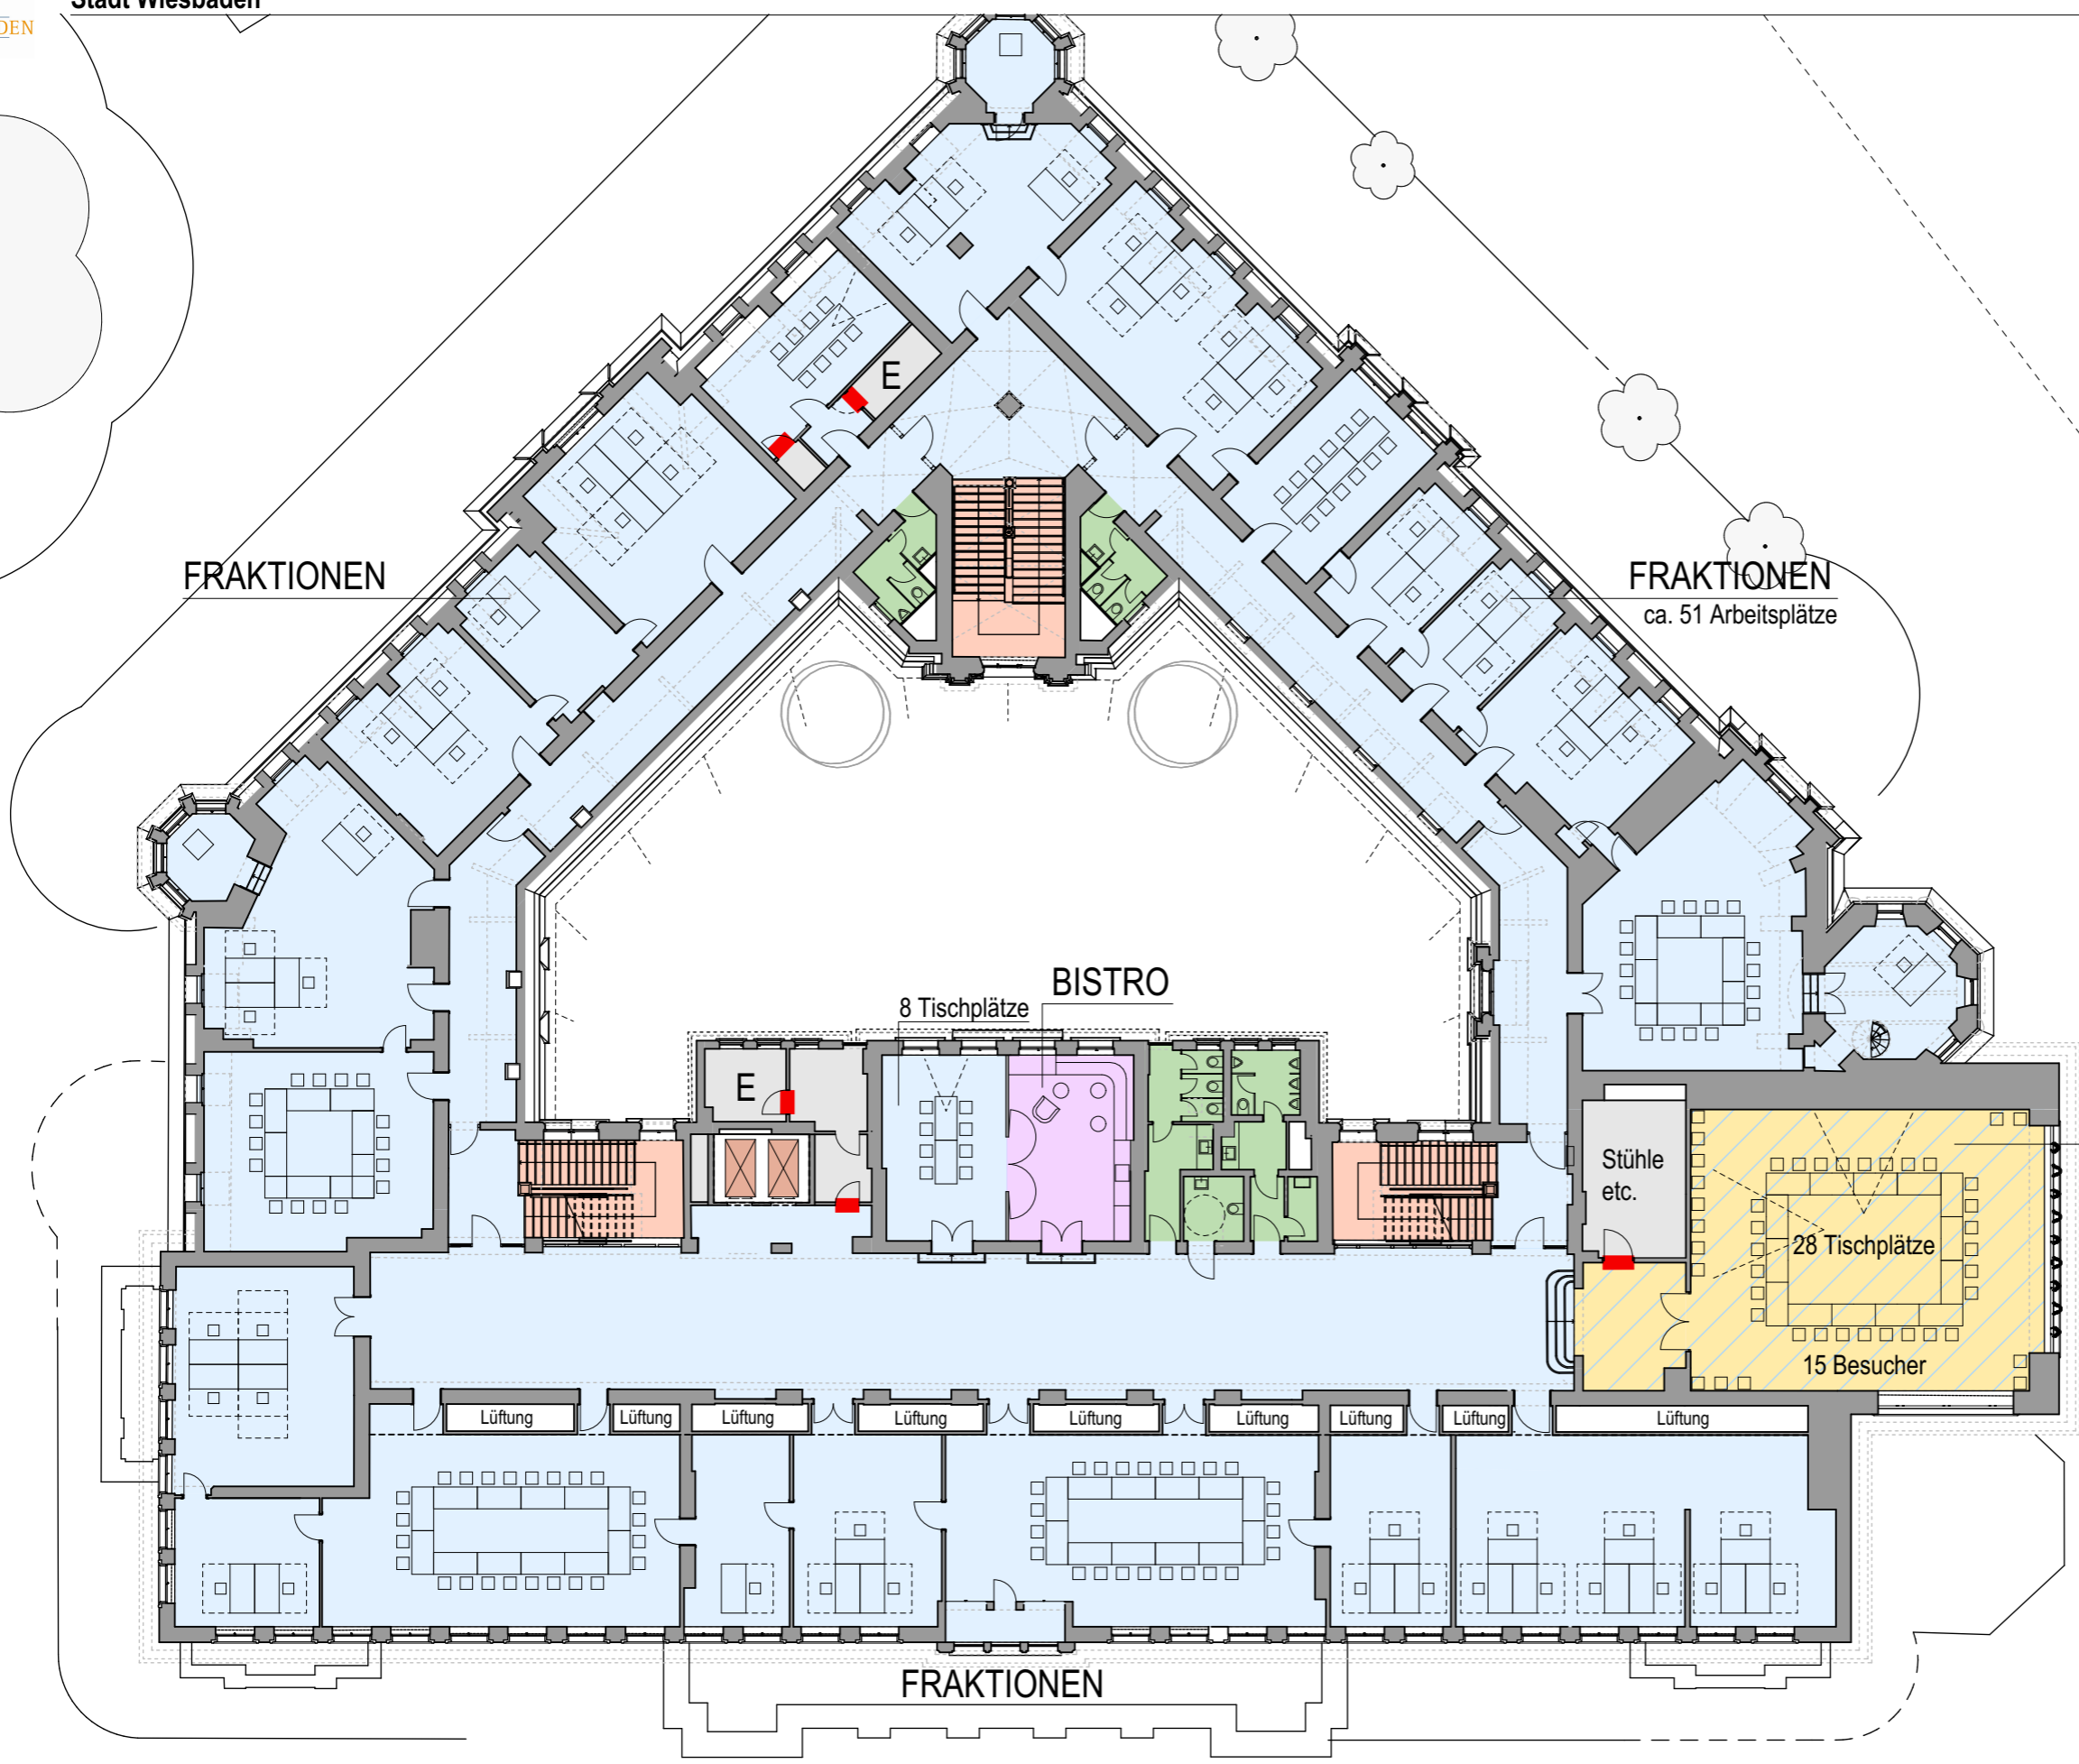 Stadt Wiesbaden
DEN
E
FRAKTIONEN
FRAKTIONEN
ca. 51 Arbeitsplätze
BISTRO
8 Tischplätze
E
Stühle
etc.
28 Tischplätze
15 Besucher
Lüftung
Lüftung
Lüftung
Lüftung
Lüftung
Lüftung
Lüftung
Lüftung
Lüftung
FRAKTIONEN